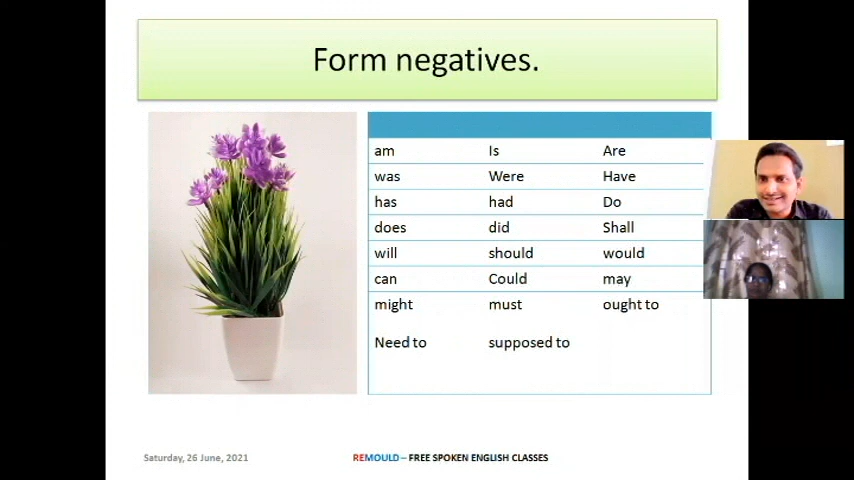 Form negatives.
am Is Are
was Were Have
has had Do
does did Shall
will should would
can Could may
might must ought to
Need to supposed to
Saturday, 26 June, 2021
REMOULD – FREE SPOKEN ENGLISH CLASSES